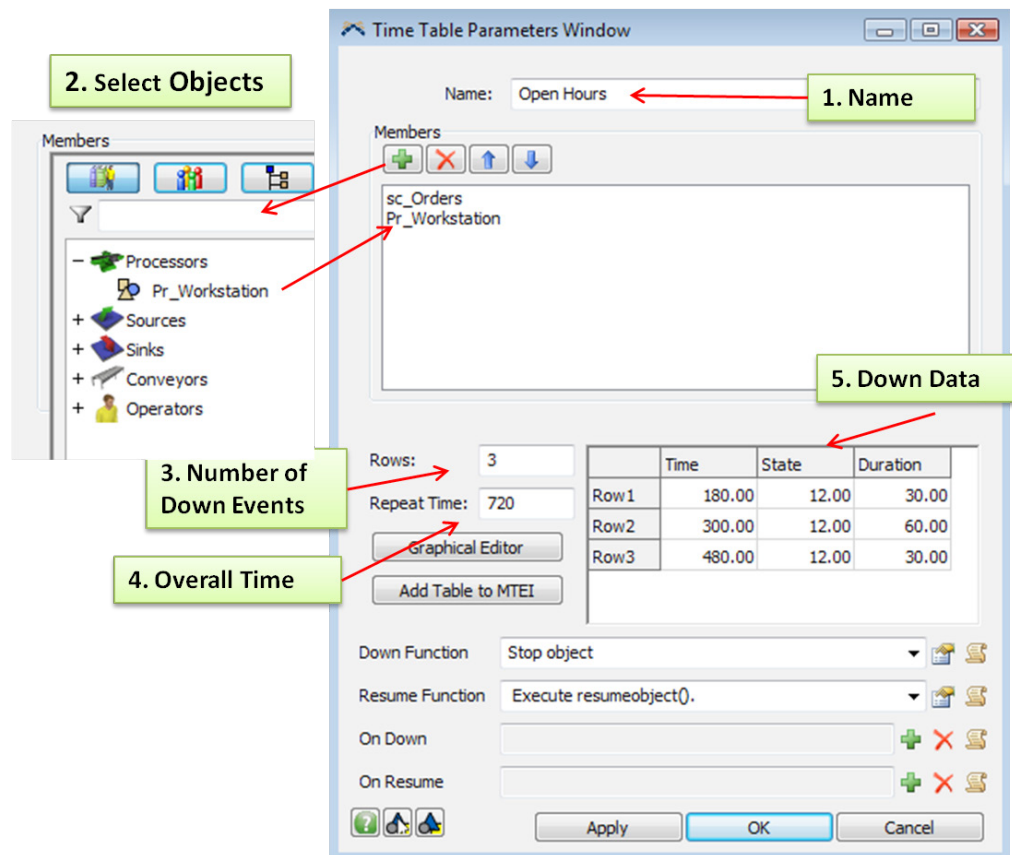 Time Table Parameters Window
2. Select Objects
Name:
Open Hours
1. Name
Members
Members
sc_Orders
Pr_Workstation
Processors
Pr_Workstation
Sources
Sinks
Conveyors
Operators
5. Down Data
3. Number of
Down Events
Rows:
3
Repeat Time:
720
Graphical Editor
Add Table to MTEI
4. Overall Time
Time State Duration
Row1 180.00 12.00 30.00
Row2 300.00 12.00 60.00
Row3 480.00 12.00 30.00
Down Function
Stop object
Resume Function
Execute resumeobject().
On Down
On Resume
Apply
OK
Cancel